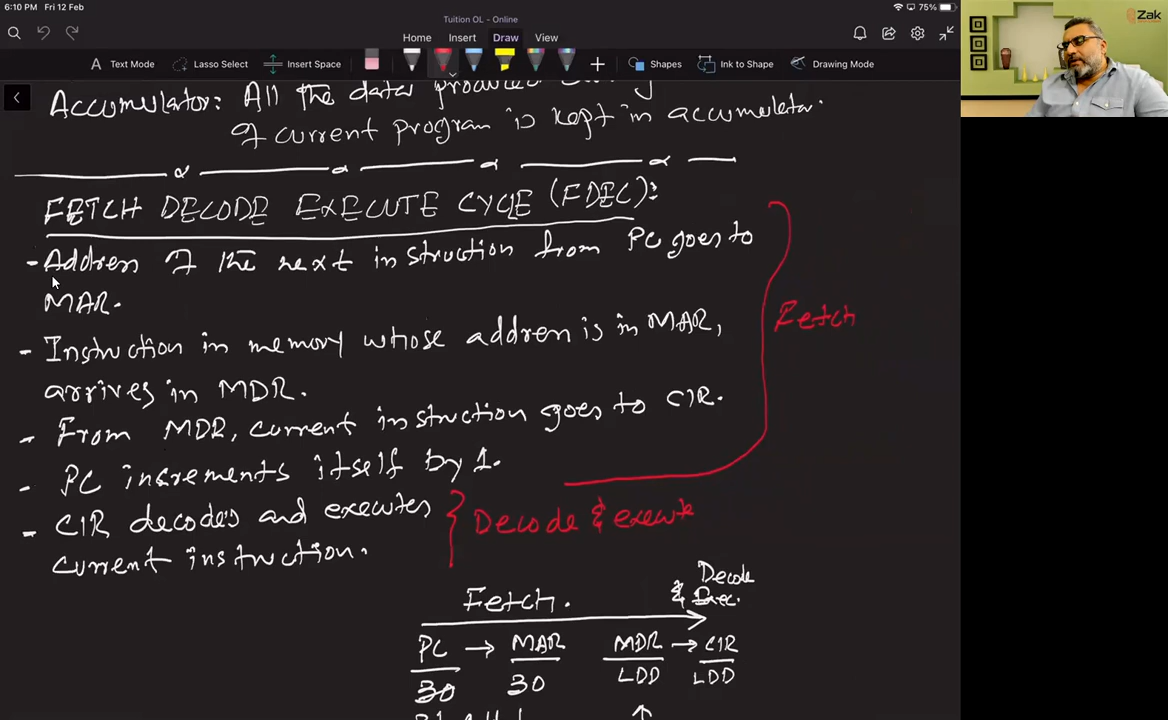 6:10 PM Fri 12 Feb
75%
Tuition OL - Online
Home Insert Draw View
Text Mode Lasso Select Insert Space Shapes Ink to Shape Drawing Mode
Zak
Accumulator: All the data produced
of current program is kept in accumulator.
FETCH DECODE EXECUTE CYCLE (FDEC):
- Address of the next instruction from PC goes to
MAR.
- Instruction in memory whose address is in MAR,
arrives in MDR.
- From MDR, current instruction goes to CIR.
- PC increments itself by 1.
Fetch
- CIR decodes and executes
current instruction.
Decode & execute
Fetch.
Decode
& Exec.
PC → MAR MDR → CIR
30 30 LDD LDD